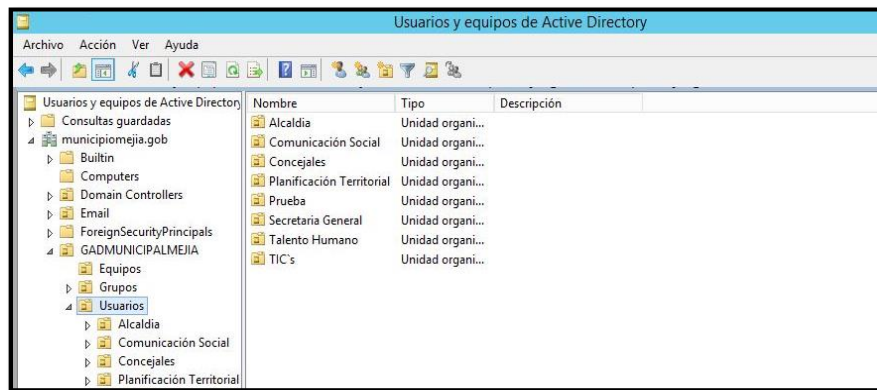 Usuarios y equipos de Active Directory
Archivo Acción Ver Ayuda
Usuarios y equipos de Active Directory
Consultas guardadas
municipiomejia.gob
Builtin
Computers
Domain Controllers
Email
ForeignSecurityPrincipals
GADMUNICIPALMEJIA
Equipos
Grupos
Usuarios
Alcaldia
Comunicación Social
Concejales
Planificación Territorial
Nombre Tipo Descripción
Alcaldia Unidad organi...
Comunicación Social Unidad organi...
Concejales Unidad organi...
Planificación Territorial Unidad organi...
Prueba Unidad organi...
Secretaria General Unidad organi...
Talento Humano Unidad organi...
TIC`s Unidad organi...